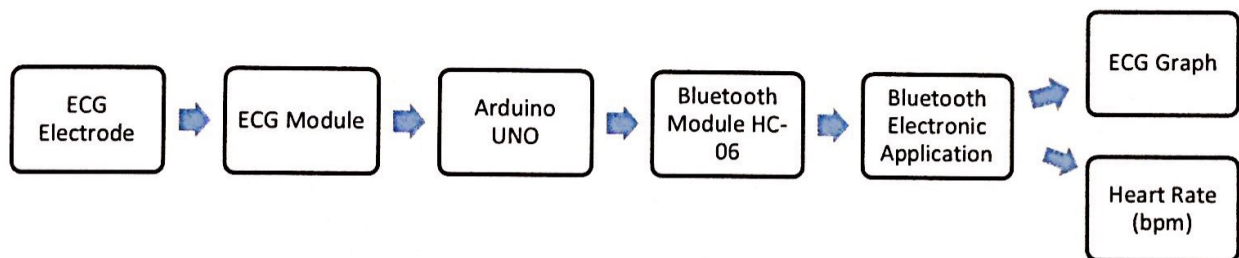 ECG
Electrode
ECG Module
Arduino
UNO
Bluetooth
Module HC-
06
Bluetooth
Electronic
Application
ECG Graph
Heart Rate
(bpm)